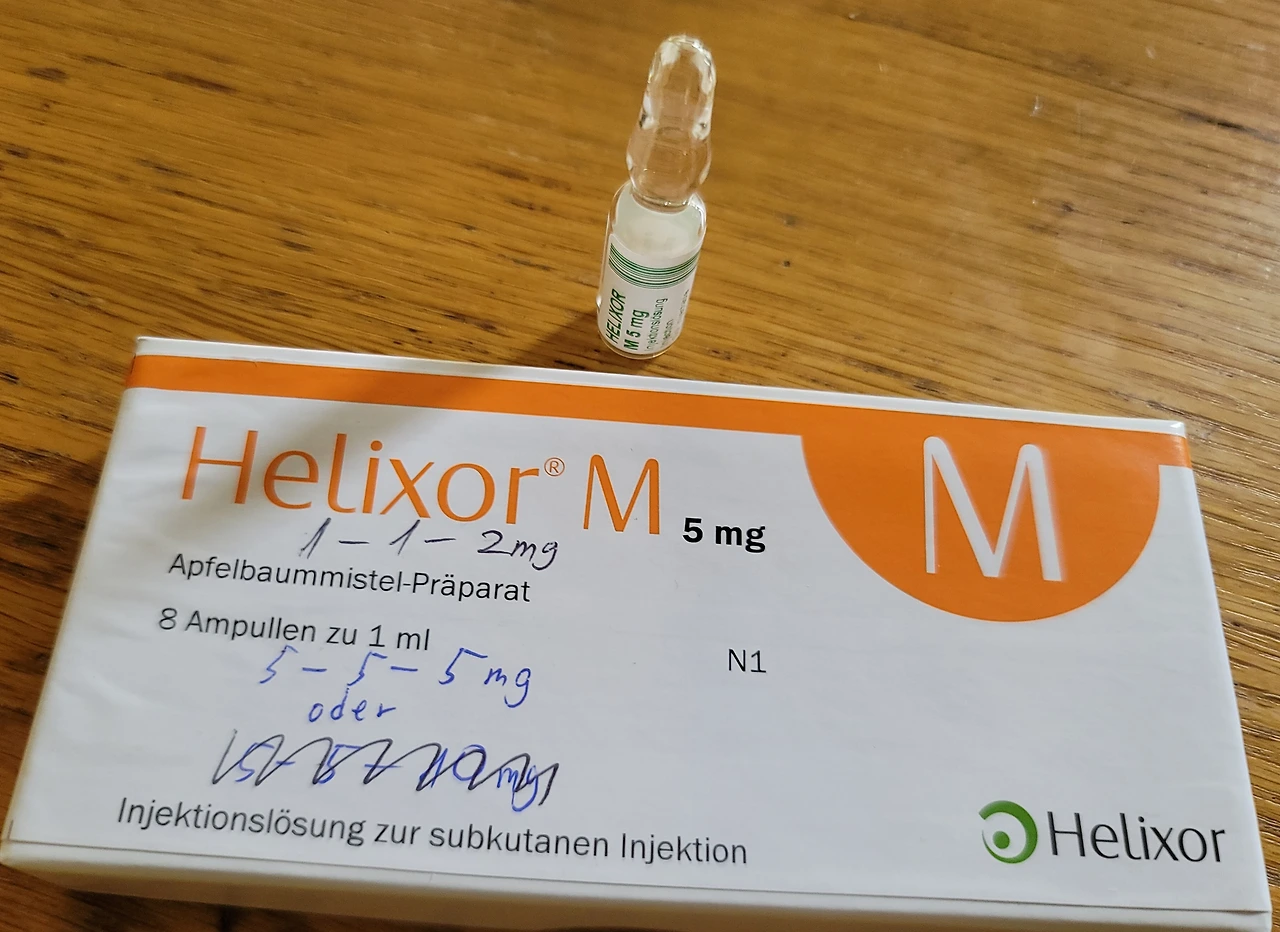 HELIXOR
M 5 mg
Injektionslösung
Helixor® M 5 mg
M
1 – 1 – 2mg
Apfelbaummistel-Präparat
8 Ampullen zu 1 ml
N1
5 – 5 – 5 mg
oder
Injektionslösung zur subkutanen Injektion
Helixor